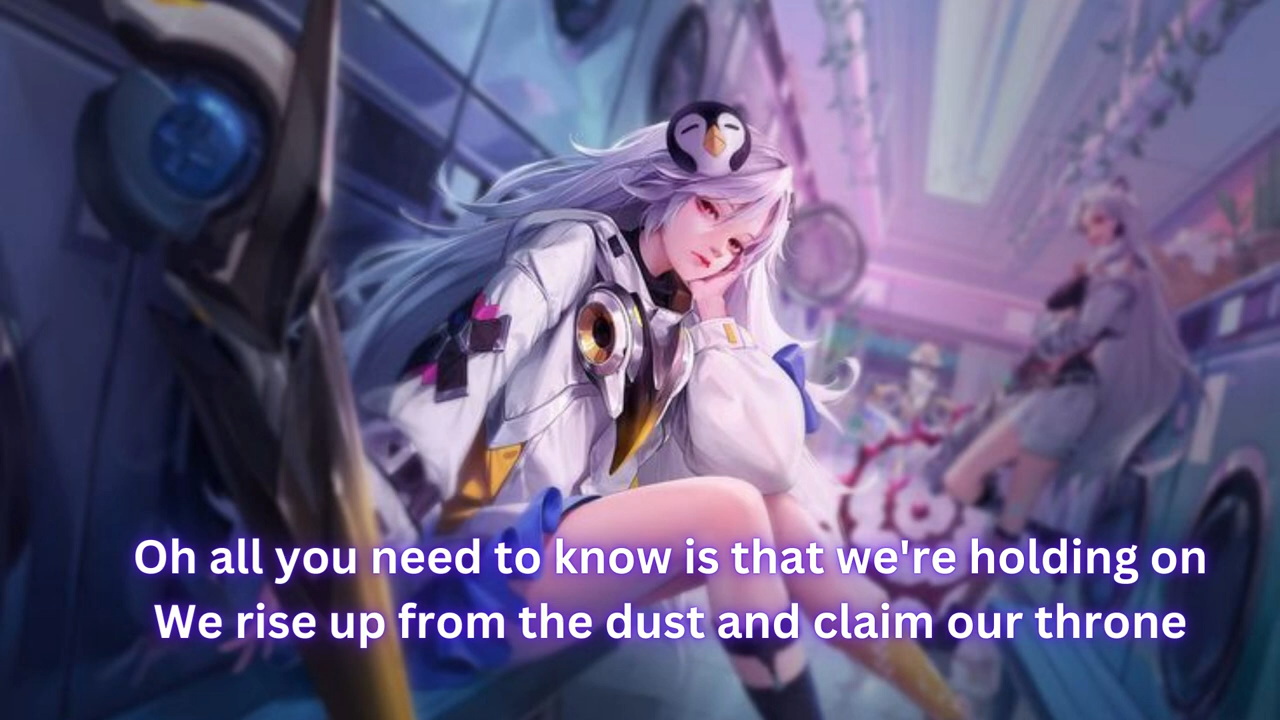 Oh all you need to know is that we're holding on
We rise up from the dust and claim our throne